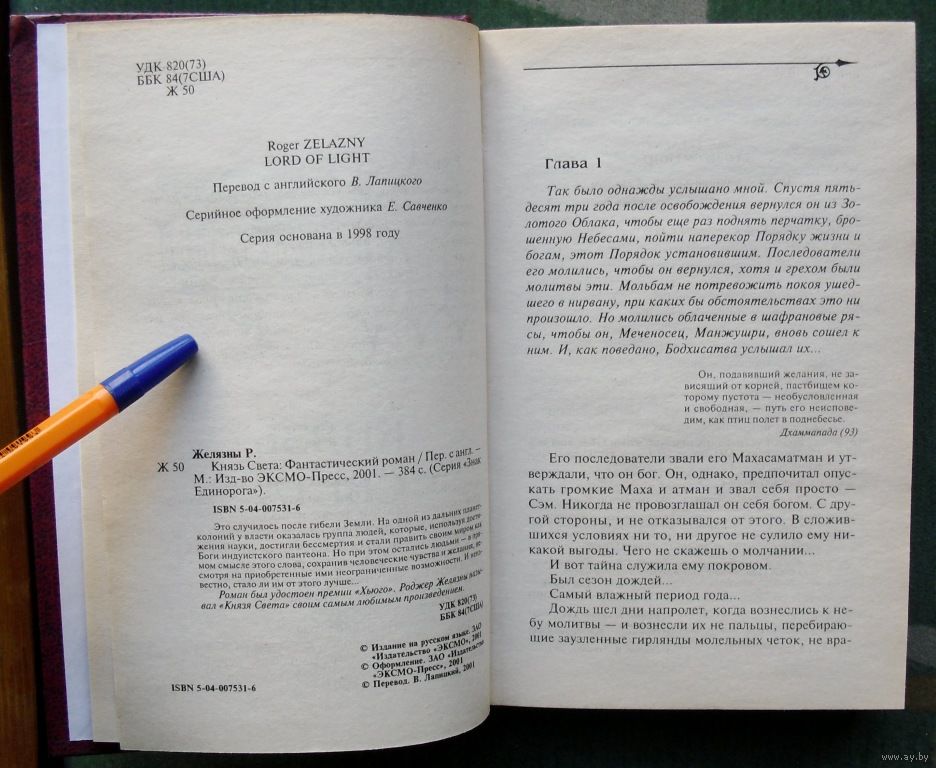 УДК 820(73)
ББК 84(7США)
Ж 50
Roger ZELAZNY
LORD OF LIGHT
Перевод с английского В. Лапицкого
Серийное оформление художника Е. Савченко
Серия основана в 1998 году
Желязны Р.
Ж 50 Князь Света: Фантастический роман / Пер. с англ. –
М.: Изд-во ЭКСМО-Пресс, 2001. — 384 с. (Серия «Знак
Единорога»).
ISBN 5-04-007531-6
Это случилось после гибели Земли. На одной из дальних планет-
колоний у власти оказалась группа людей, которые, используя дости-
жения науки, достигли бессмертия и стали править своим миром как
Боги индуистского пантеона. Но при этом остались людьми — в пря-
мом смысле этого слова, сохранив человеческие чувства и желания,
смотря на приобретенные ими неограниченные возможности. И
вестно, стало ли им от этого лучше...
Роман был удостоен премии «Хьюго». Роджер Желязны назы-
вал «Князя Света» своим самым любимым произведением.
УДК 820(73)
ББК 84(7США)
© Издание на русском языке. ЗАО
«Издательство «ЭКСМО», 2001
© Оформление. ЗАО «Издательство
«ЭКСМО-Пресс», 2001
© Перевод. В. Лапицкий, 2001
ISBN 5-04-007531-6
Глава 1
Так было однажды услышано мной. Спустя пять-
десят три года после освобождения вернулся он из Зо-
лотого Облака, чтобы еще раз поднять перчатку, бро-
шенную Небесами, пойти наперекор Порядку жизни и
богам, этот Порядок установившим. Последователи
его молились, чтобы он вернулся, хотя и грехом были
молитвы эти. Мольбам не потревожить покоя ушед-
шего в нирвану, при каких бы обстоятельствах это ни
произошло. Но молились облаченные в шафрановые ря-
сы, чтобы он, Меченосец, Манжушри, вновь сошел к
ним. И, как поведано, Бодхисатва услышал их...
Он, подавивший желания, не за-
висящий от корней, пастбищем ко-
торому пустота — необусловленная
и свободная, — путь его неисповe-
дим, как птиц полет в поднебесье.
Дхаммапада (93)
Его последователи звали его Махасаматман и ут-
верждали, что он бог. Он, однако, предпочитал опус-
кать громкие Маха и атман и звал себя просто —
Сэм. Никогда не провозглашал он себя богом. С дру-
гой стороны, и не отказывался от этого. В сложив-
шихся условиях ни то, ни другое не сулило ему ни-
какой выгоды. Чего не скажешь о молчании...
И вот тайна служила ему покровом.
Был сезон дождей...
Самый влажный период года...
Дождь шел дни напролет, когда вознеслись к не-
бу молитвы — и вознесли их не пальцы, перебираю-
щие заузленные гирлянды молельных четок, не вра-
www.ay.by